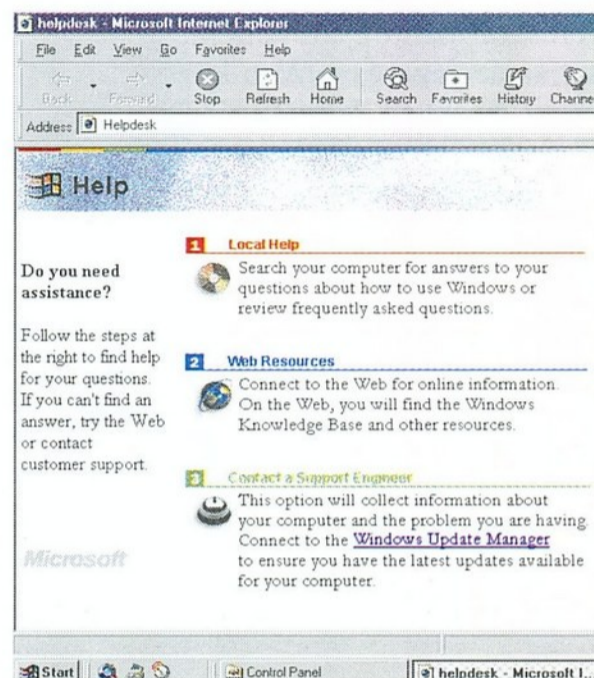 helpdesk - Microsoft Internet Explorer
File Edit View Go Favorites Help
Back Forward Stop Refresh Home Search Favorites History Channe
Address Helpdesk
Help
Do you need
assistance?
Follow the steps at
the right to find help
for your questions.
If you can't find an
answer, try the Web
or contact
customer support.
Microsoft
1 Local Help
Search your computer for answers to your
questions about how to use Windows or
review frequently asked questions.
2 Web Resources
Connect to the Web for online information.
On the Web, you will find the Windows
Knowledge Base and other resources.
3 Contact a Support Engineer
This option will collect information about
your computer and the problem you are having.
Connect to the Windows Update Manager
to ensure you have the latest updates available
for your computer.
Start Control Panel helpdesk - Microsoft I...